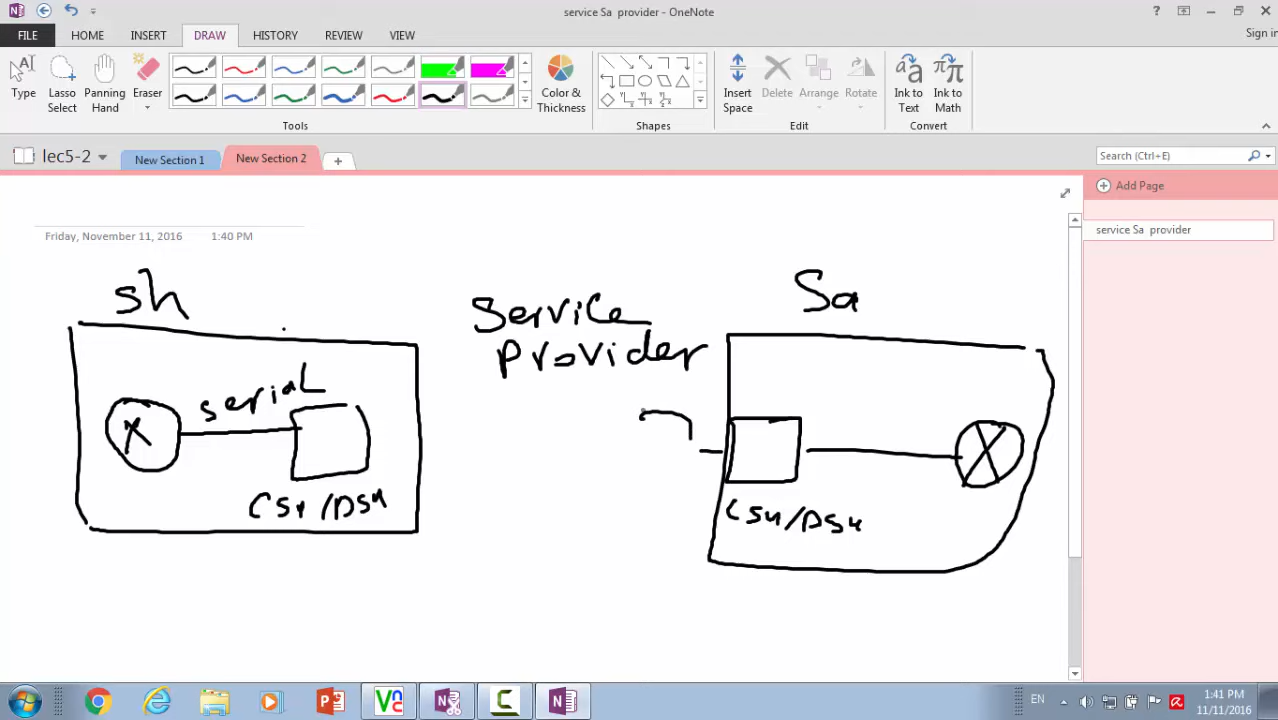 service Sa provider - OneNote
Sign in
FILE
HOME
INSERT
DRAW
HISTORY
REVIEW
VIEW
Type
Lasso Select
Panning Hand
Eraser
Color & Thickness
Insert Space
Delete
Arrange
Rotate
Ink to Text
Ink to Math
Tools
Shapes
Edit
Convert
lec5-2
New Section 1
New Section 2
Search (Ctrl+E)
Add Page
service Sa provider
Friday, November 11, 2016 1:40 PM
sh
Service
Provider
Sa
serial
CSu/DSu
CSu/DSu
EN
1:41 PM
11/11/2016